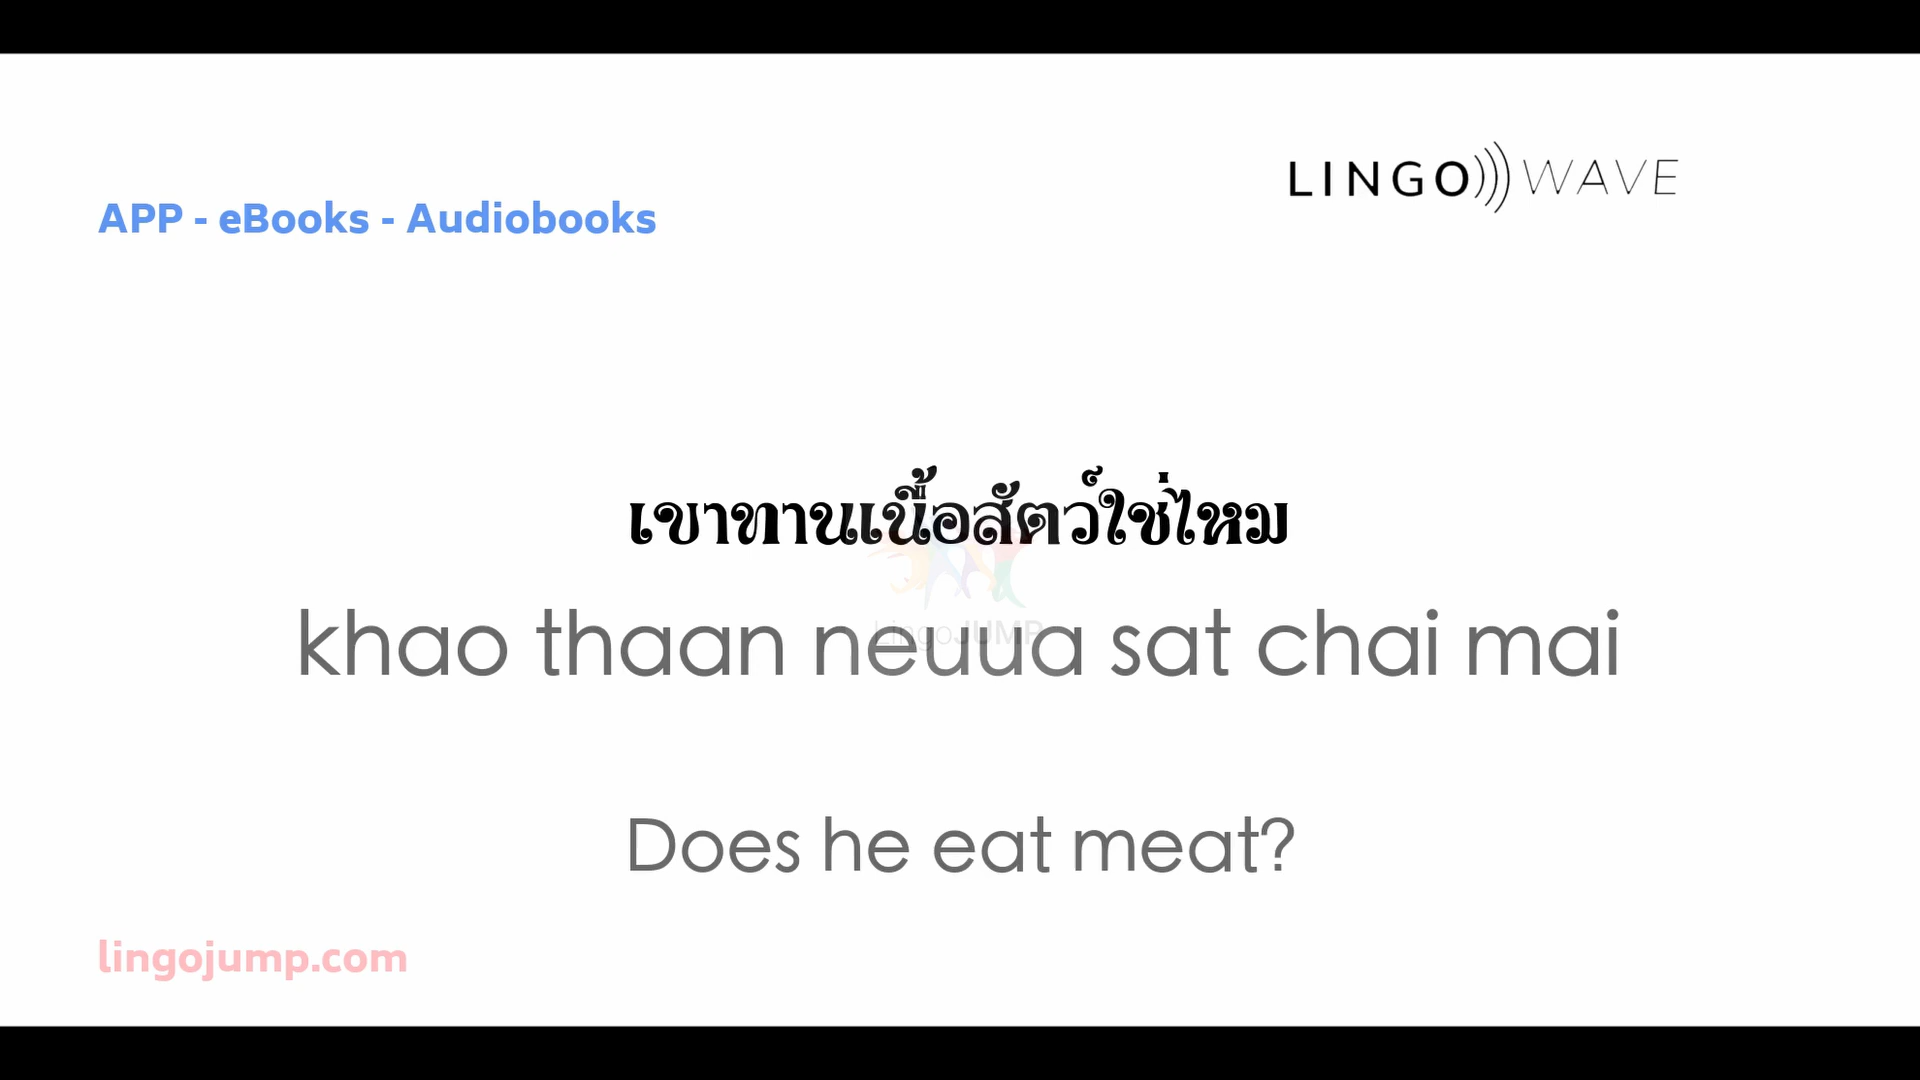 LINGO WAVE
APP - eBooks - Audiobooks
เขาทานเนื้อสัตว์ใช่ไหม
LingoJUMP
khao thaan neuua sat chai mai
Does he eat meat?
lingojump.com